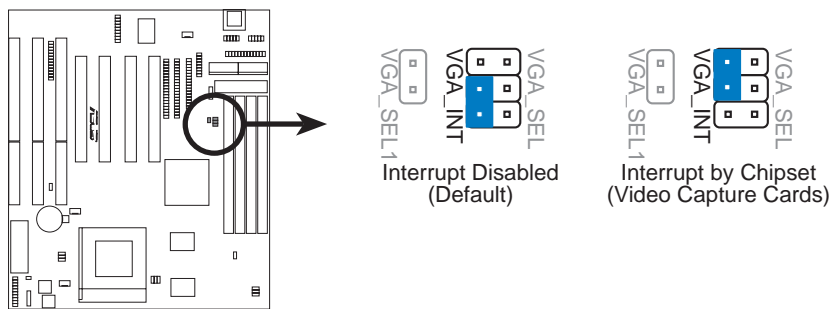 VGA_SEL1
VGA_INT
VGA_SEL
Interrupt Disabled
(Default)
VGA_SEL1
VGA_INT
VGA_SEL
Interrupt by Chipset
(Video Capture Cards)